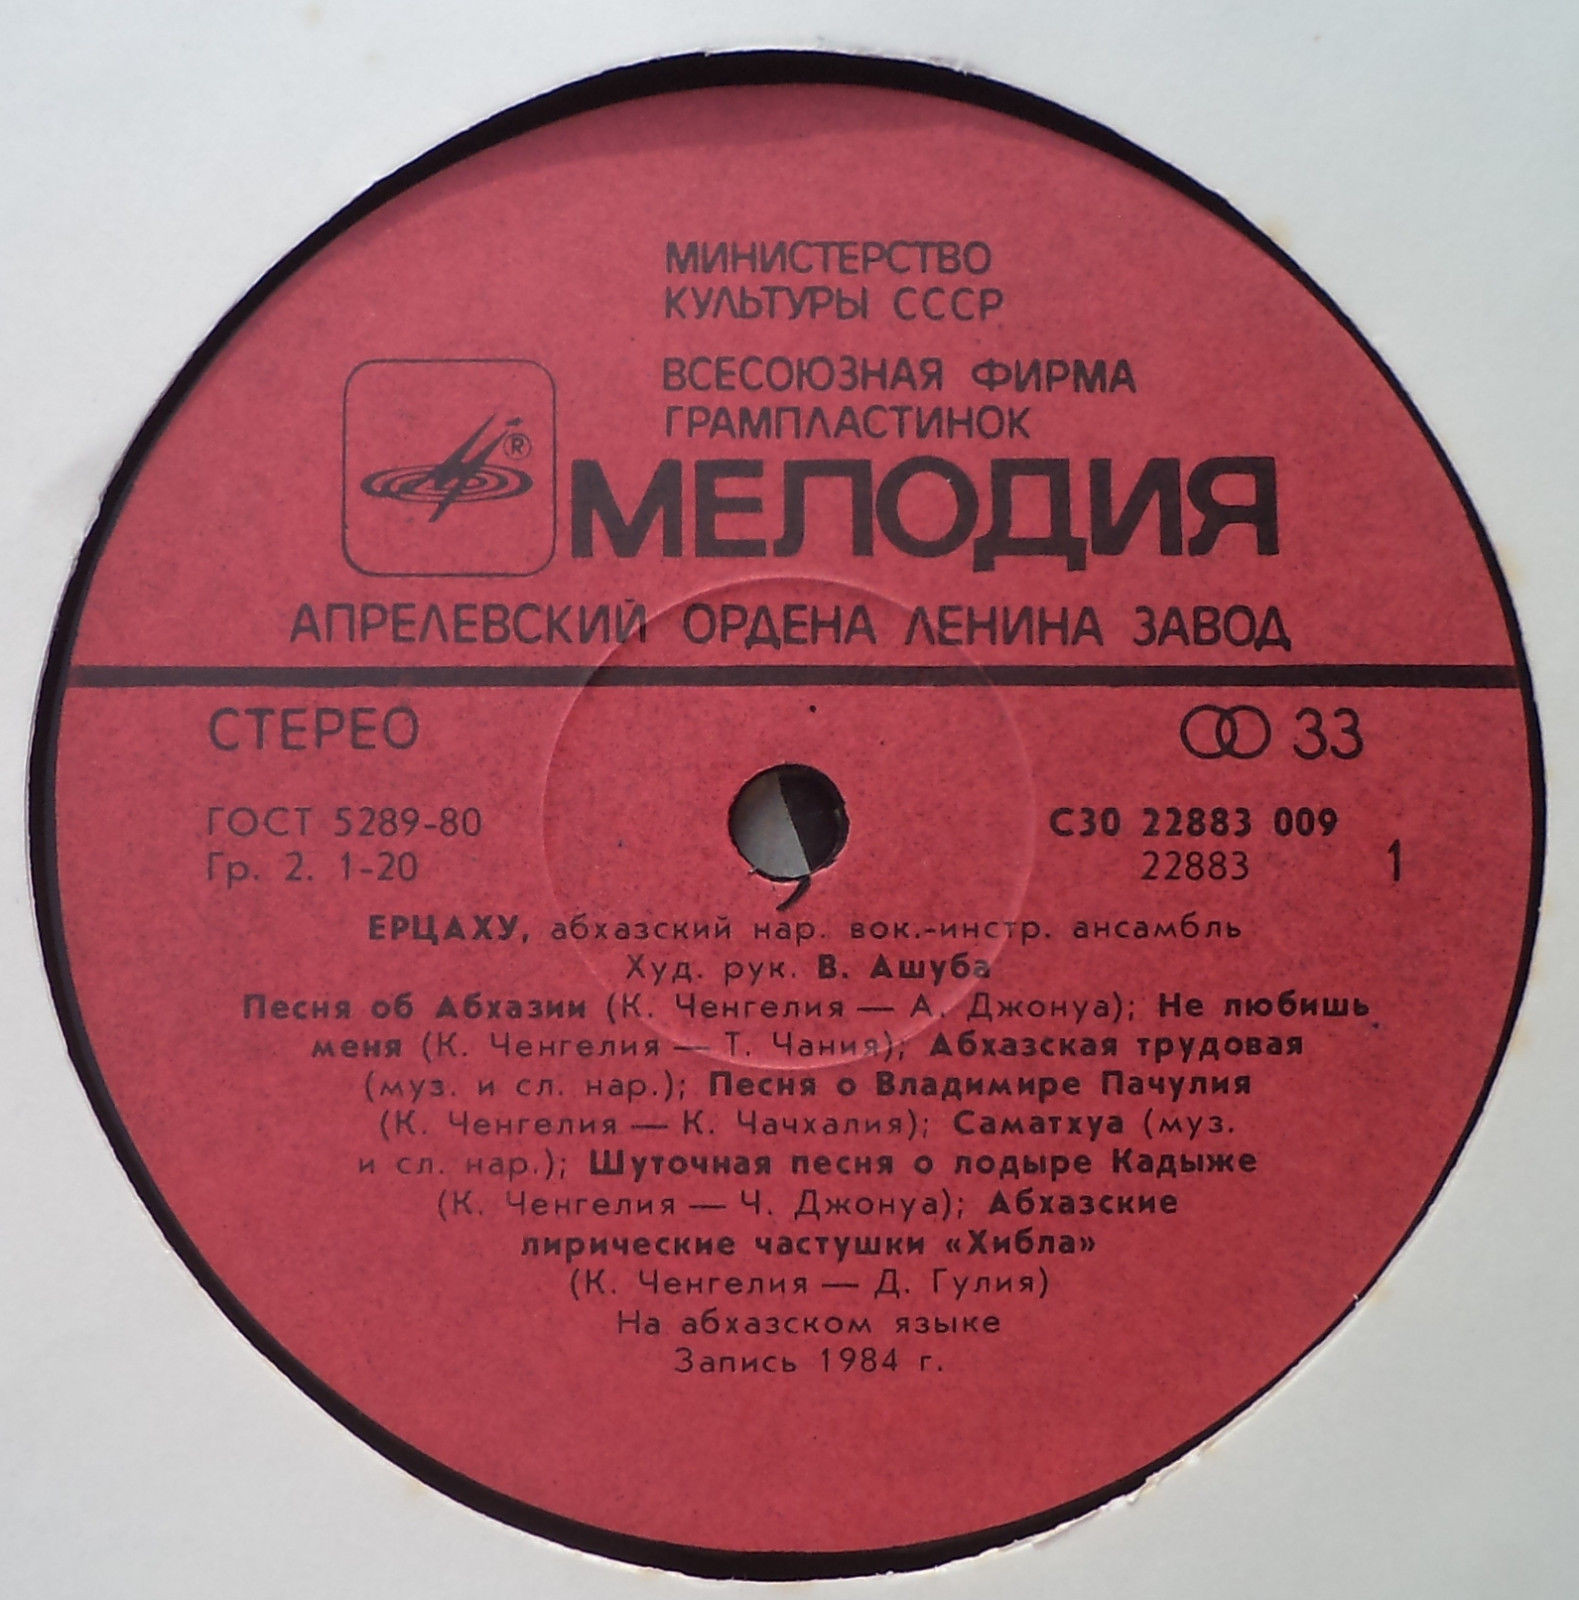 МИНИСТЕРСТВО
КУЛЬТУРЫ СССР
ВСЕСОЮЗНАЯ ФИРМА
ГРАМПЛАСТИНОК
®
МЕЛОДИЯ
АПРЕЛЕВСКИЙ ОРДЕНА ЛЕНИНА ЗАВОД
СТЕРЕО 33
ГОСТ 5289-80 С30 22883 009
Гр. 2. 1-20 22883 1
ЕРЦАХУ, абхазский нар. вок.-инстр. ансамбль
Худ. рук. В. Ашуба
Песня об Абхазии (К. Ченгелия — А. Джонуа); Не любишь
меня (К. Ченгелия — Т. Чания); Абхазская трудовая
(муз. и сл. нар.); Песня о Владимире Пачулия
(К. Ченгелия — К. Чачхалия); Саматхуа (муз.
и сл. нар.); Шуточная песня о лодыре Кадыже
(К. Ченгелия — Ч. Джонуа); Абхазские
лирические частушки «Хибла»
(К. Ченгелия — Д. Гулия)
На абхазском языке
Запись 1984 г.